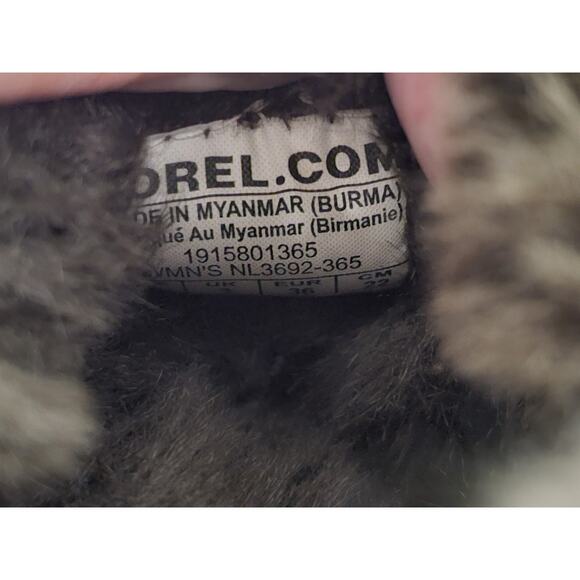 OREL.COM
DE IN MYANMAR (BURMA)
qué Au Myanmar (Birmanie)
1915801365
WMN'S NL3692-365
UK EUR CM
36 22